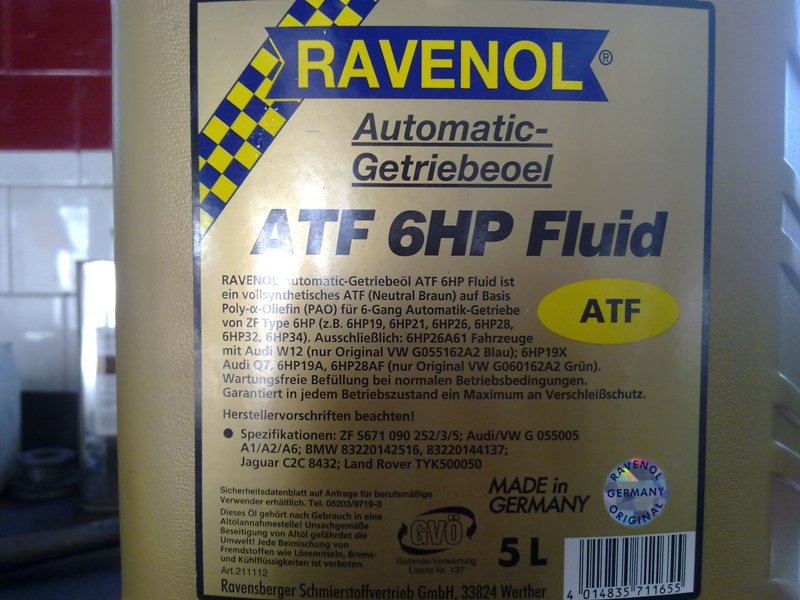 RAVENOL®
Automatic-
Getriebeoel
ATF 6HP Fluid
RAVENOL Automatic-Getriebeöl ATF 6HP Fluid ist
ein vollsynthetisches ATF (Neutral Braun) auf Basis
Poly-α-Oliefin (PAO) für 6-Gang Automatik-Getriebe
von ZF Type 6HP (z.B. 6HP19, 6HP21, 6HP26, 6HP28,
6HP32, 6HP34). Ausschließlich: 6HP26A61 Fahrzeuge
mit Audi W12 (nur Original VW G055162A2 Blau); 6HP19X
Audi Q7, 6HP19A, 6HP28AF (nur Original VW G060162A2 Grün).
Wartungsfreie Befüllung bei normalen Betriebsbedingungen.
Garantiert in jedem Betriebszustand ein Maximum an Verschleißschutz.
ATF
Herstellervorschriften beachten!
● Spezifikationen: ZF S671 090 252/3/5; Audi/VW G 055005
A1/A2/A6; BMW 83220142516, 83220144137;
Jaguar C2C 8432; Land Rover TYK500050
Sicherheitsdatenblatt auf Anfrage für berufsmäßige
Verwender erhältlich. Tel. 05203/9719-0
Dieses Öl gehört nach Gebrauch in eine
Altölannahmestelle! Unsachgemäße
Beseitigung von Altöl gefährdet die
Umwelt! Jede Beimischung von
Fremdstoffen wie Lösemitteln, Brems-
und Kühlflüssigkeiten ist verboten.
Art.211112
GVÖ
Gebinde-Verwertung
Lizenz Nr. 137
MADE in
GERMANY
5 L
RAVENOL
GERMANY
ORIGINAL
Ravensberger Schmierstoffvertrieb GmbH, 33824 Werther
4 014835 711655